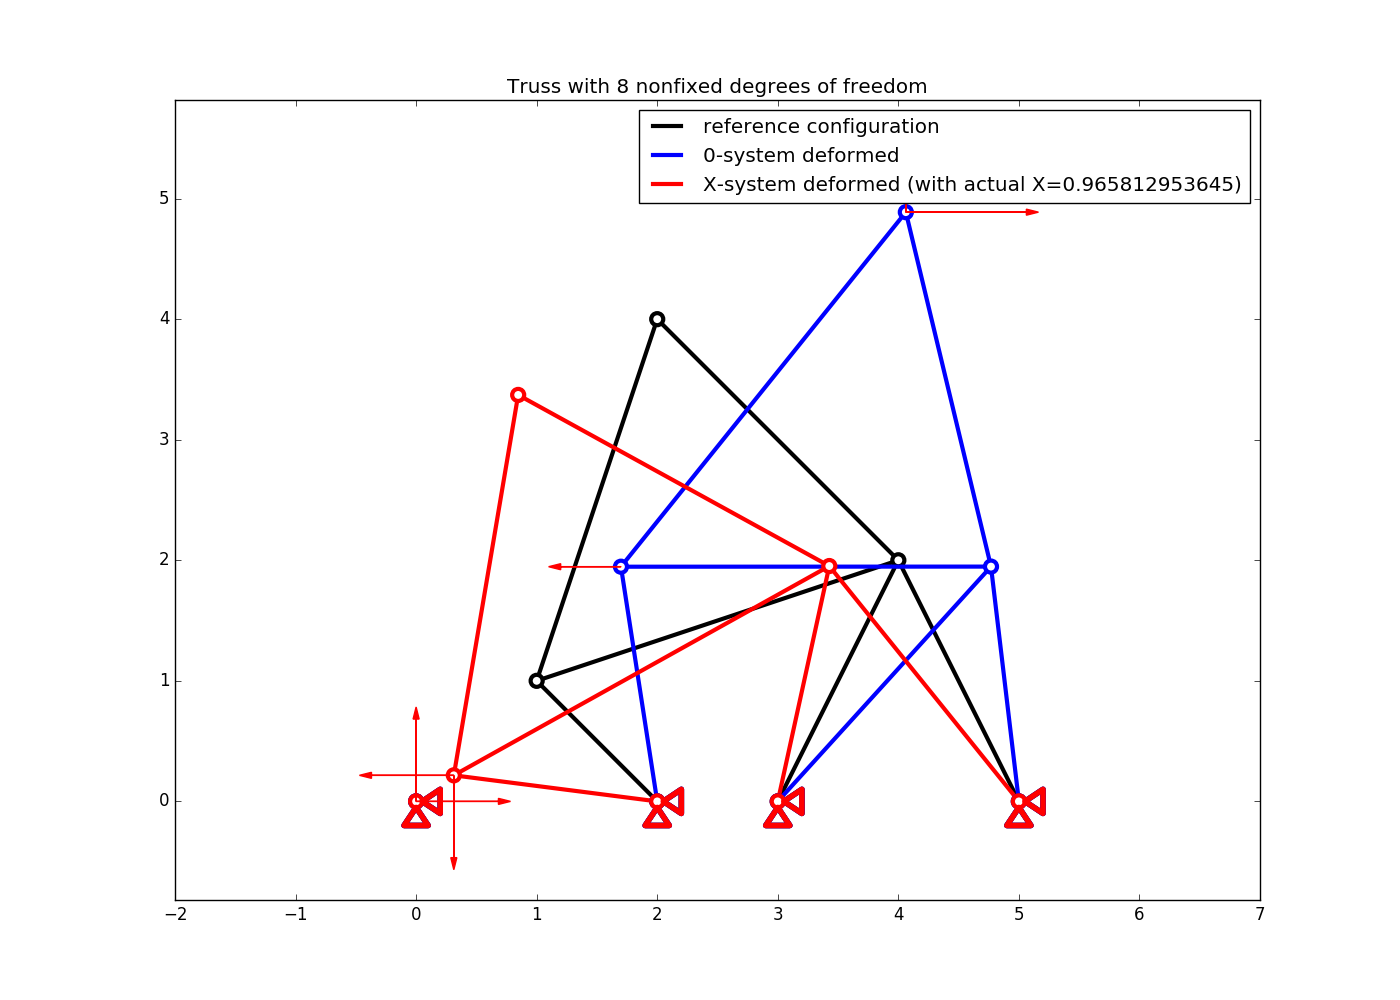 Truss with 8 nonfixed degrees of freedom
reference configuration
0-system deformed
X-system deformed (with actual X=0.965812953645)
5
4
3
2
1
0
−2 −1 0 1 2 3 4 5 6 7